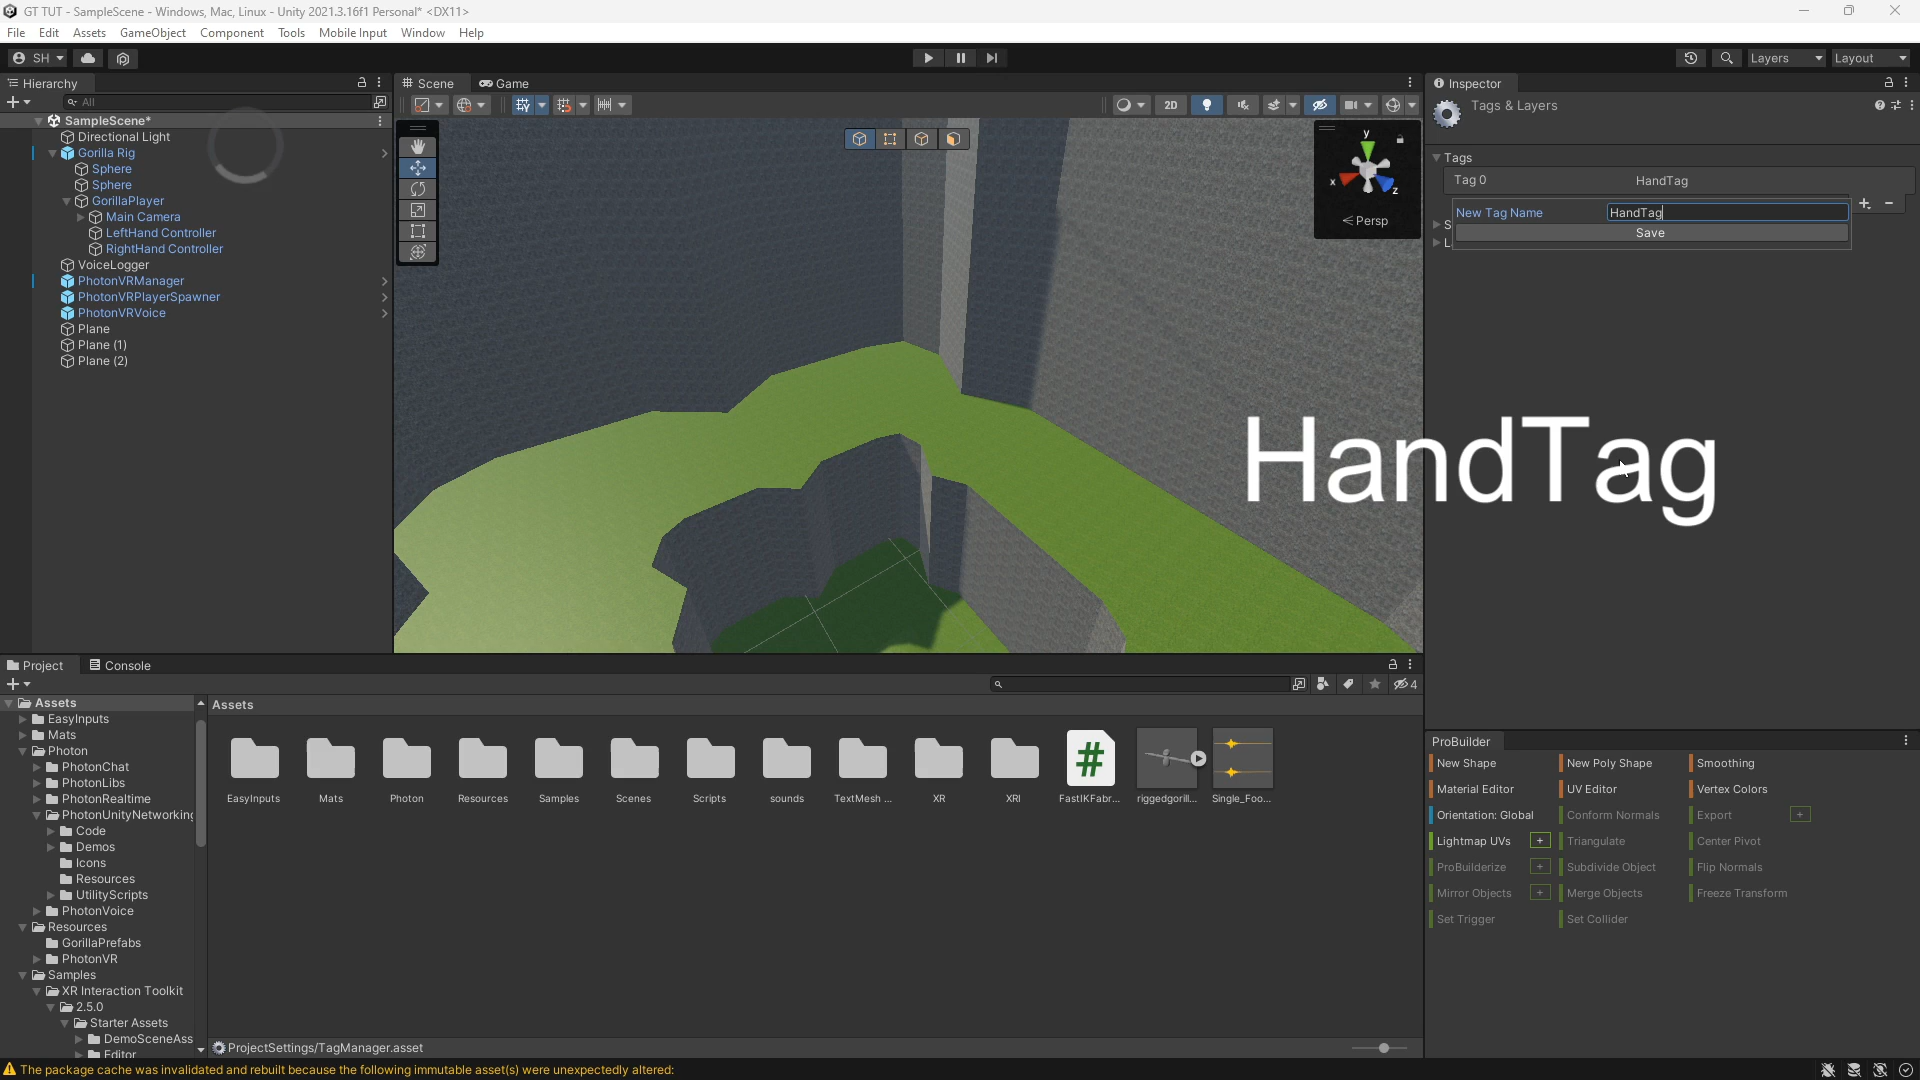 GT TUT - SampleScene - Windows, Mac, Linux - Unity 2021.3.16f1 Personal* <DX11>
File Edit Assets GameObject Component Tools Mobile Input Window Help
SH Layers Layout
Hierarchy Scene Game Inspector
All 2D Tags & Layers
SampleScene*
Directional Light
Gorilla Rig
Sphere
Sphere
GorillaPlayer
Main Camera
LeftHand Controller
RightHand Controller
VoiceLogger
PhotonVRManager
PhotonVRPlayerSpawner
PhotonVRVoice
Plane
Plane (1)
Plane (2)
y
x
z
Persp
Tags
Tag 0 HandTag
New Tag Name HandTag
S
Save
L
HandTag
Project Console
4
Assets
EasyInputs
Mats
Photon
PhotonChat
PhotonLibs
PhotonRealtime
PhotonUnityNetworking
Code
Demos
Icons
Resources
UtilityScripts
PhotonVoice
Resources
GorillaPrefabs
PhotonVR
Samples
XR Interaction Toolkit
2.5.0
Starter Assets
DemoSceneAss
Editor
Assets
#
EasyInputs Mats Photon Resources Samples Scenes Scripts sounds TextMesh ... XR XRI FastIKFabr... riggedgorill... Single_Foo...
ProjectSettings/TagManager.asset
ProBuilder
New Shape New Poly Shape Smoothing
Material Editor UV Editor Vertex Colors
Orientation: Global Conform Normals Export +
Lightmap UVs + Triangulate Center Pivot
ProBuilderize + Subdivide Object Flip Normals
Mirror Objects + Merge Objects Freeze Transform
Set Trigger Set Collider
The package cache was invalidated and rebuilt because the following immutable asset(s) were unexpectedly altered: